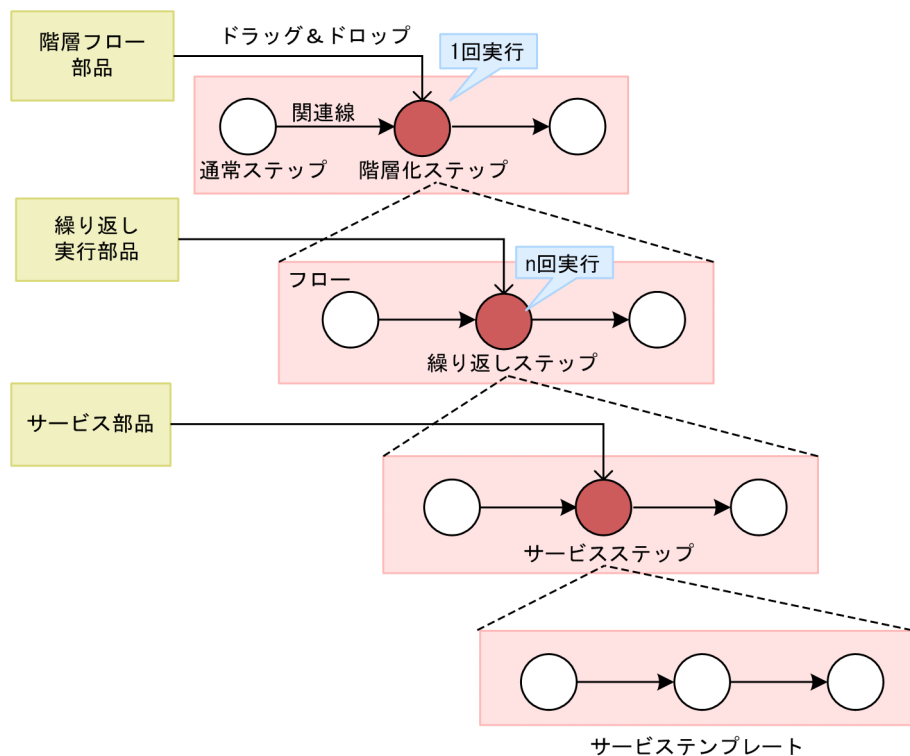 階層フロー
部品
ドラッグ＆ドロップ
1回実行
関連線
通常ステップ
階層化ステップ
繰り返し
実行部品
n回実行
フロー
繰り返しステップ
サービス部品
サービスステップ
サービステンプレート